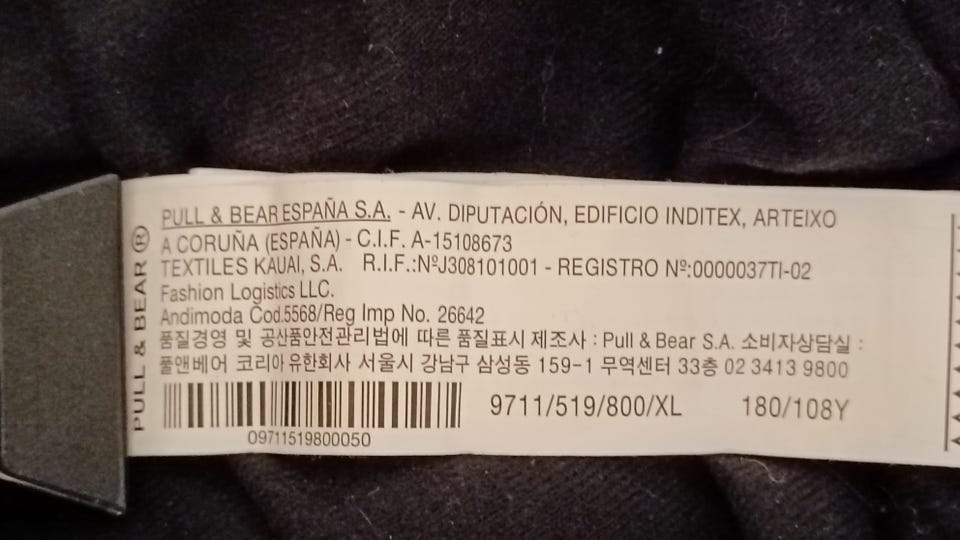 PULL & BEAR ®
PULL & BEAR ESPAÑA S.A. - AV. DIPUTACIÓN, EDIFICIO INDITEX, ARTEIXO
A CORUÑA (ESPAÑA) - C.I.F. A-15108673
TEXTILES KAUAI, S.A. R.I.F.:NºJ308101001 - REGISTRO Nº:0000037TI-02
Fashion Logistics LLC.
Andimoda Cod.5568/Reg Imp No. 26642
품질경영 및 공산품안전관리법에 따른 품질표시 제조사 : Pull & Bear S.A. 소비자상담실 :
풀앤베어 코리아 유한회사 서울시 강남구 삼성동 159-1 무역센터 33층 02 3413 9800
9711/519/800/XL 180/108Y
09711519800050